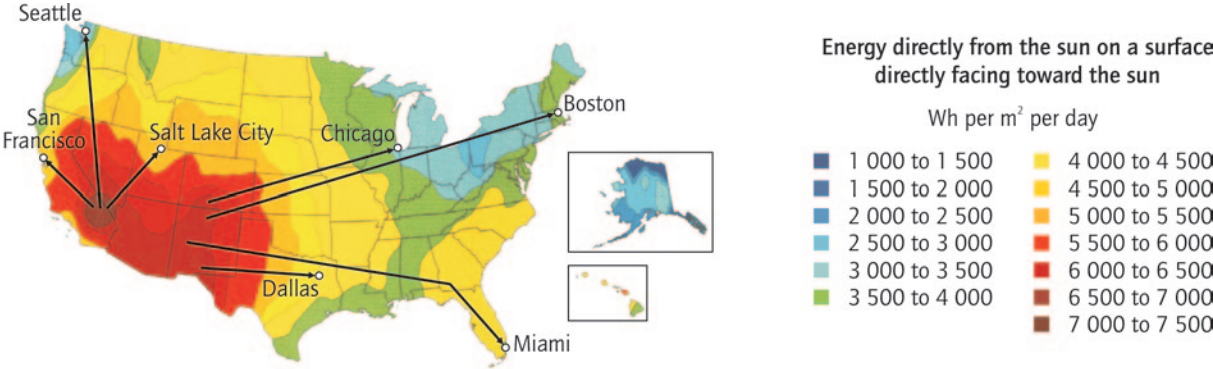 Seattle
San
Francisco
Salt Lake City
Chicago
Boston
Dallas
Miami
Energy directly from the sun on a surface
directly facing toward the sun
Wh per m² per day
1 000 to 1 500
1 500 to 2 000
2 000 to 2 500
2 500 to 3 000
3 000 to 3 500
3 500 to 4 000
4 000 to 4 500
4 500 to 5 000
5 000 to 5 500
5 500 to 6 000
6 000 to 6 500
6 500 to 7 000
7 000 to 7 500